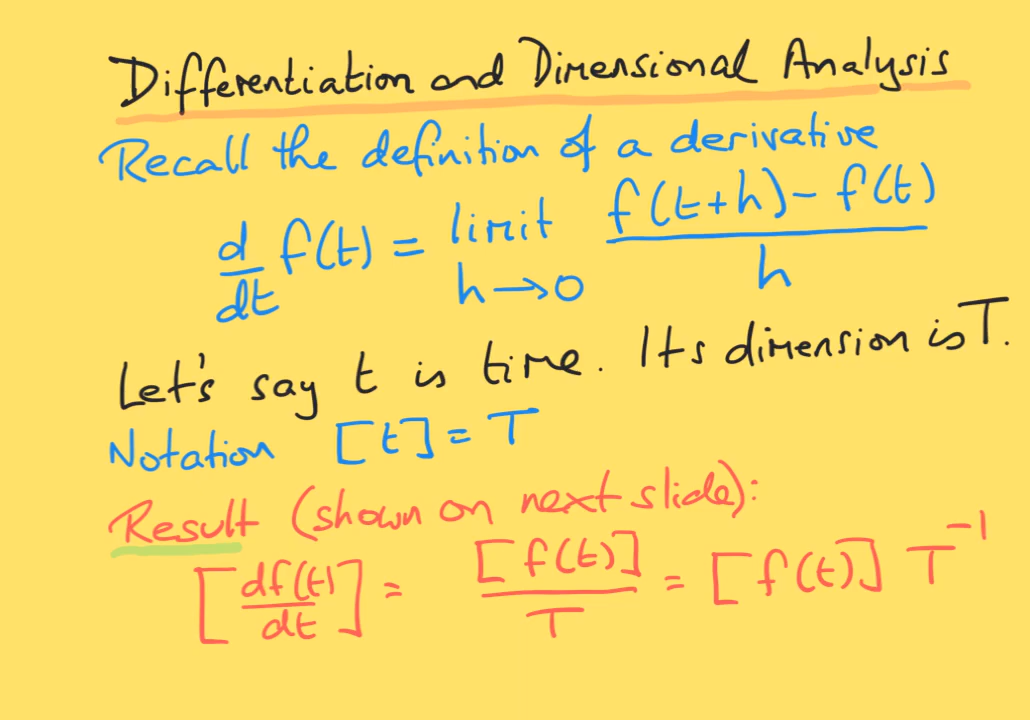 Differentiation and Dimensional Analysis
Recall the definition of a derivative
d/dt f(t) = limit h→0 f(t+h) - f(t) / h
Let's say t is time. Its dimension is T.
Notation [t] = T
Result (shown on next slide):
[df(t)/dt] = [f(t)]/T = [f(t)] T⁻¹